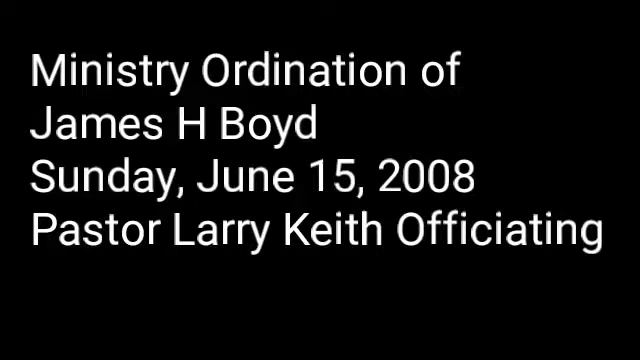 Ministry Ordination of
James H Boyd
Sunday, June 15, 2008
Pastor Larry Keith Officiating